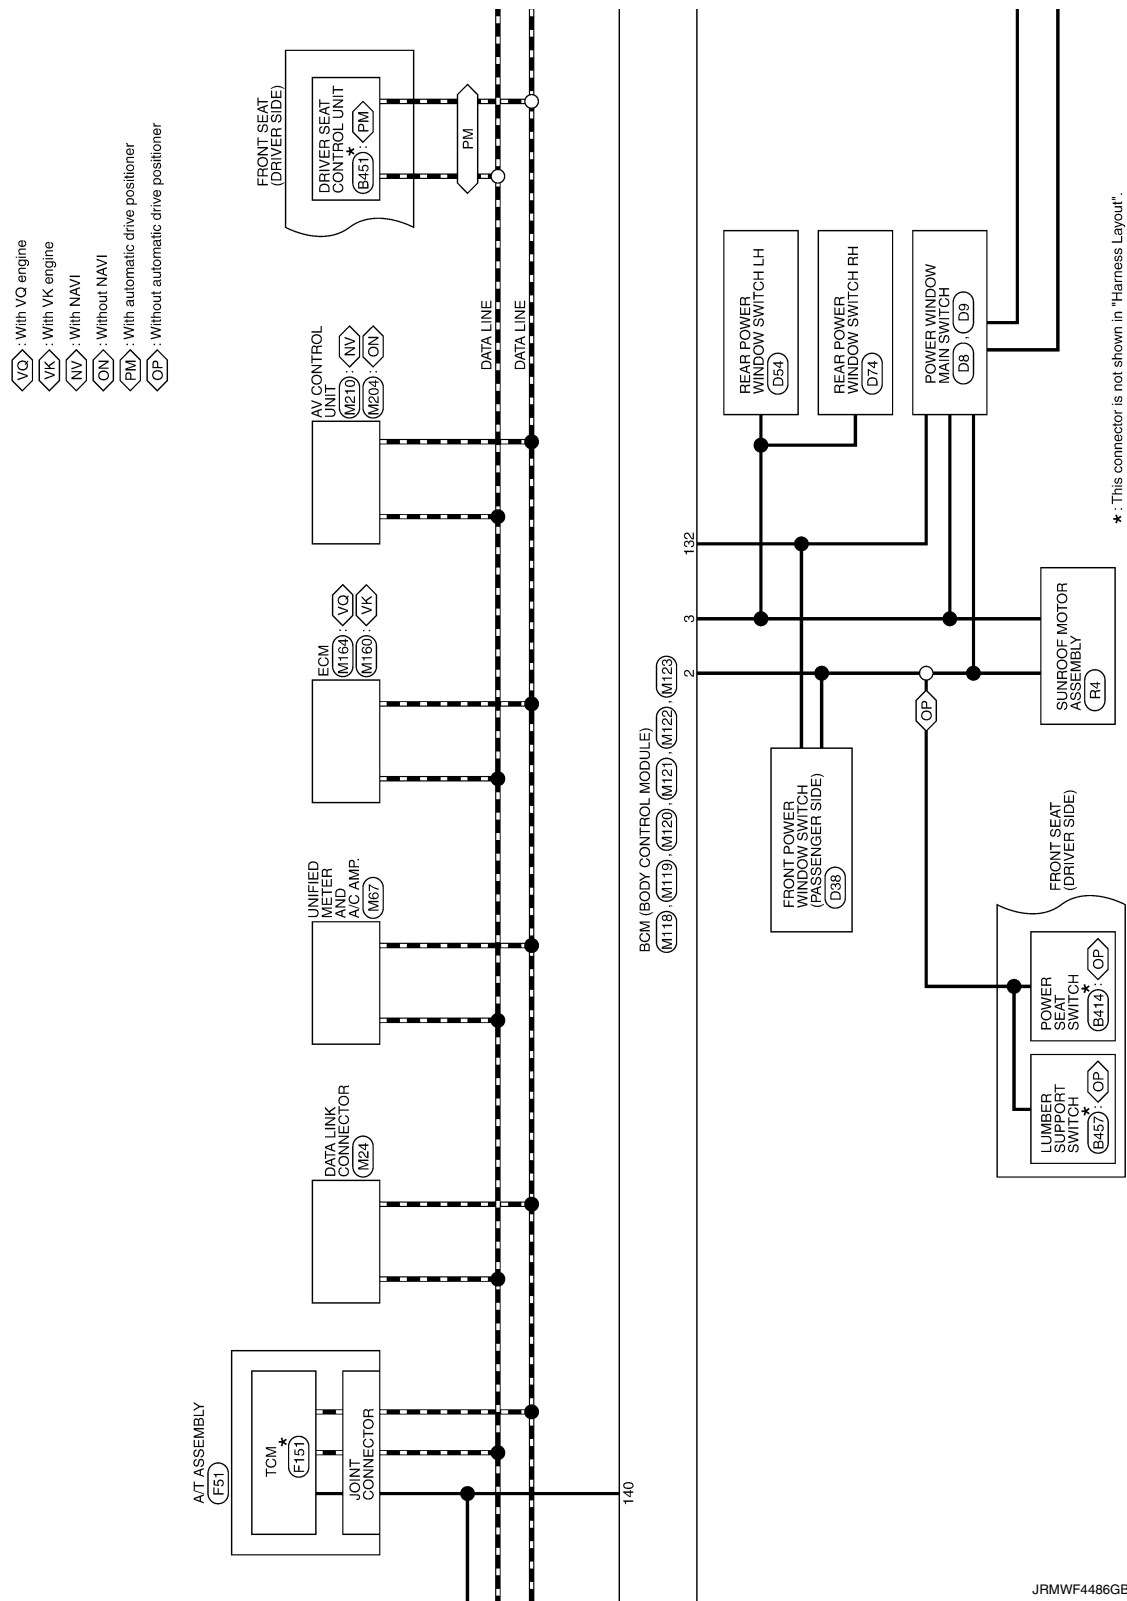 VQ : With VQ engine
VK : With VK engine
NV : With NAVI
ON : Without NAVI
PM : With automatic drive positioner
OP : Without automatic drive positioner
A/T ASSEMBLY
F51
TCM
★
F151
JOINT
CONNECTOR
DATA LINK
CONNECTOR
M24
UNIFIED
METER
AND
A/C AMP.
M67
ECM
M164 : VQ
M160 : VK
AV CONTROL
UNIT
M210 : NV
M204 : ON
FRONT SEAT
(DRIVER SIDE)
DRIVER SEAT
CONTROL UNIT
★
B451 : PM
PM
DATA LINE
DATA LINE
140
BCM (BODY CONTROL MODULE)
M118 , M119 , M120 , M121 , M122 , M123
2
3
132
REAR POWER
WINDOW SWITCH LH
D54
REAR POWER
WINDOW SWITCH RH
D74
POWER WINDOW
MAIN SWITCH
D8 , D9
FRONT POWER
WINDOW SWITCH
(PASSENGER SIDE)
D38
OP
SUNROOF MOTOR
ASSEMBLY
R4
FRONT SEAT
(DRIVER SIDE)
LUMBER
SUPPORT
SWITCH
★
B457 : OP
POWER
SEAT
SWITCH
★
B414 : OP
★ : This connector is not shown in "Harness Layout".
JRMWF4486GB